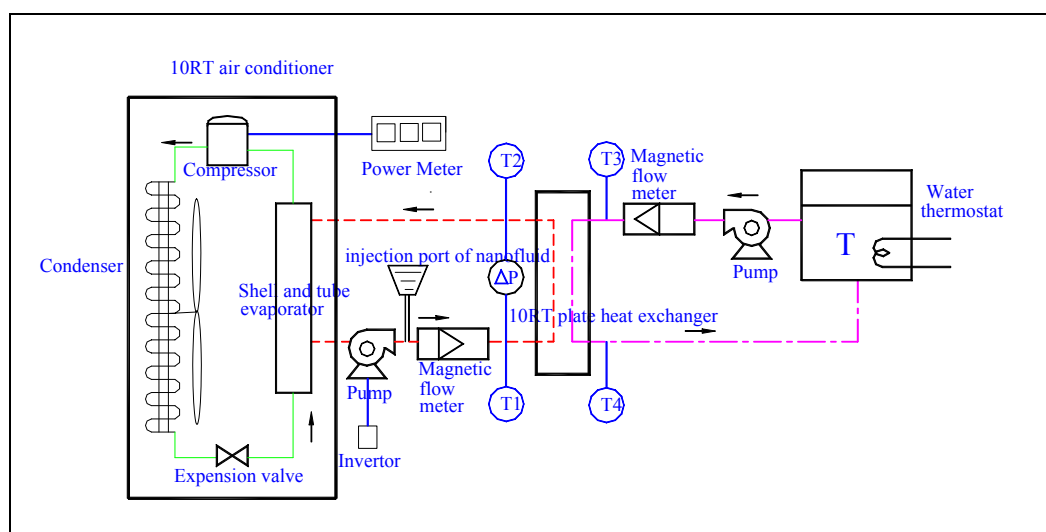 10RT air conditioner
Compressor
Power Meter
T2
T3
Magnetic
flow
meter
Water
thermostat
T
Pump
Condenser
injection port of nanofluid
ΔP
Shell and tube
evaporator
10RT plate heat exchanger
Pump
Magnetic
flow
meter
T1
T4
Invertor
Expension valve